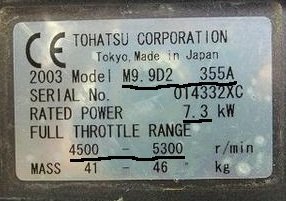 CE TOHATSU CORPORATION
Tokyo, Made in Japan
2003 Model M9.9D2 355A
SERIAL No. 014332XC
RATED POWER 7.3 kW
FULL THROTTLE RANGE
4500 - 5300 r/min
MASS 41 - 46 kg